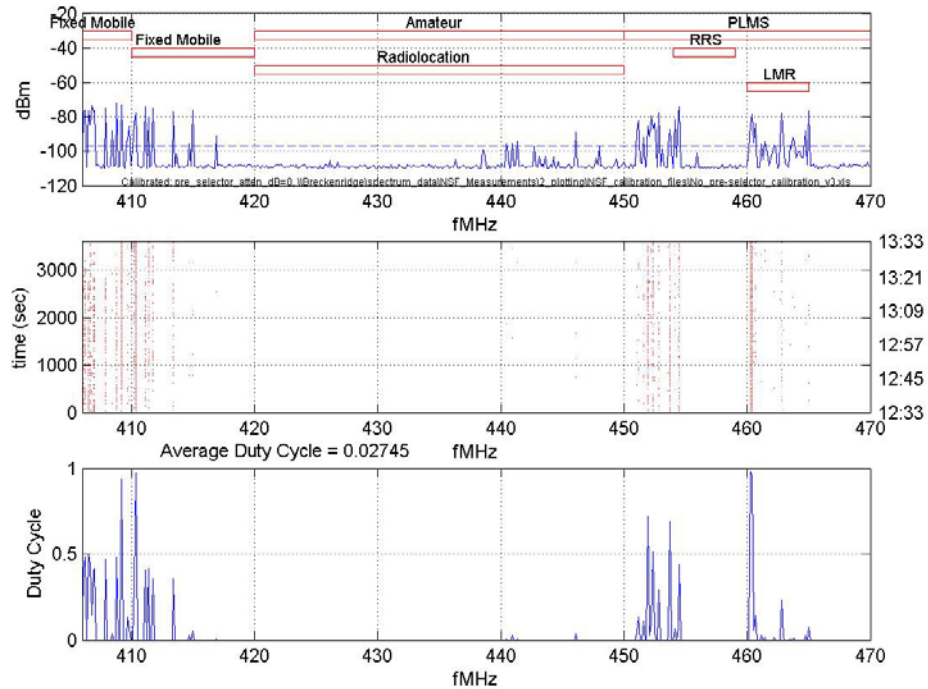 20
Fixed Mobile
Amateur
PLMS
-20
Fixed Mobile
RRS
-40
Radiolocation
-60
LMR
dBm
-80
-100
-120
Calibrated: pre_selector_atten_dB=0, \\Breckenridge\spectrum_data\NSF_Measurements\2_plotting\NSF_calibration_files\No_pre-selector_calibration_v3.xls
410 420 430 440 450 460 470
fMHz
3000 13:33
13:21
2000 13:09
time (sec)
12:57
1000
12:45
0 12:33
410 420 430 440 450 460 470
Average Duty Cycle = 0.02745 fMHz
1
Duty Cycle
0.5
0
410 420 430 440 450 460 470
fMHz